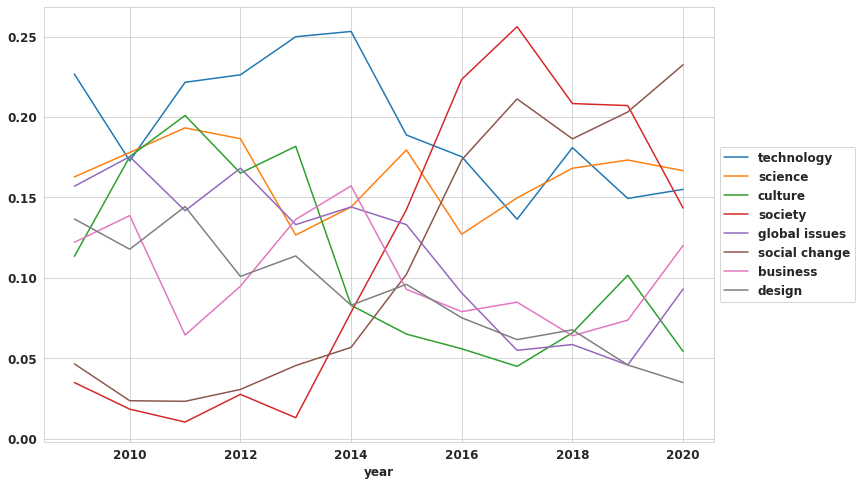 0.25
0.20
0.15
0.10
0.05
0.00
2010 2012 2014 2016 2018 2020
year
technology
science
culture
society
global issues
social change
business
design